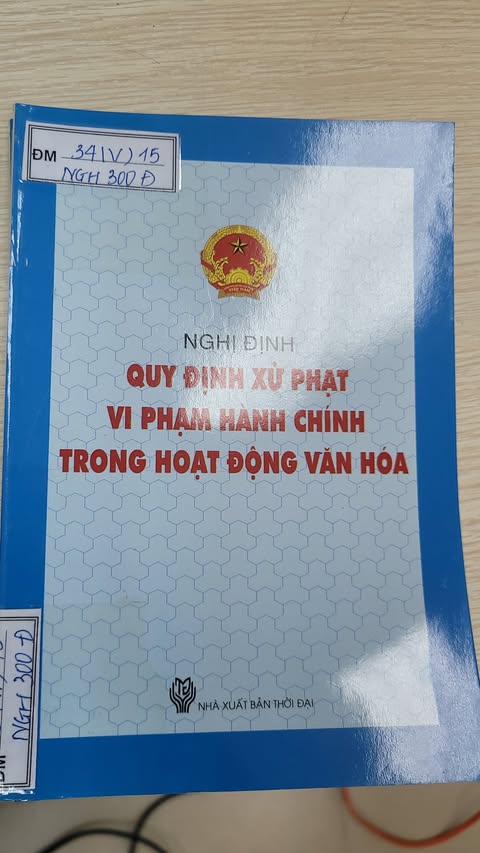 ĐM 34(V)15
NGH 300 Đ
NGHỊ ĐỊNH
QUY ĐỊNH XỬ PHẠT
VI PHẠM HÀNH CHÍNH
TRONG HOẠT ĐỘNG VĂN HÓA
NHÀ XUẤT BẢN THỜI ĐẠI
ĐM
NGH 300 Đ